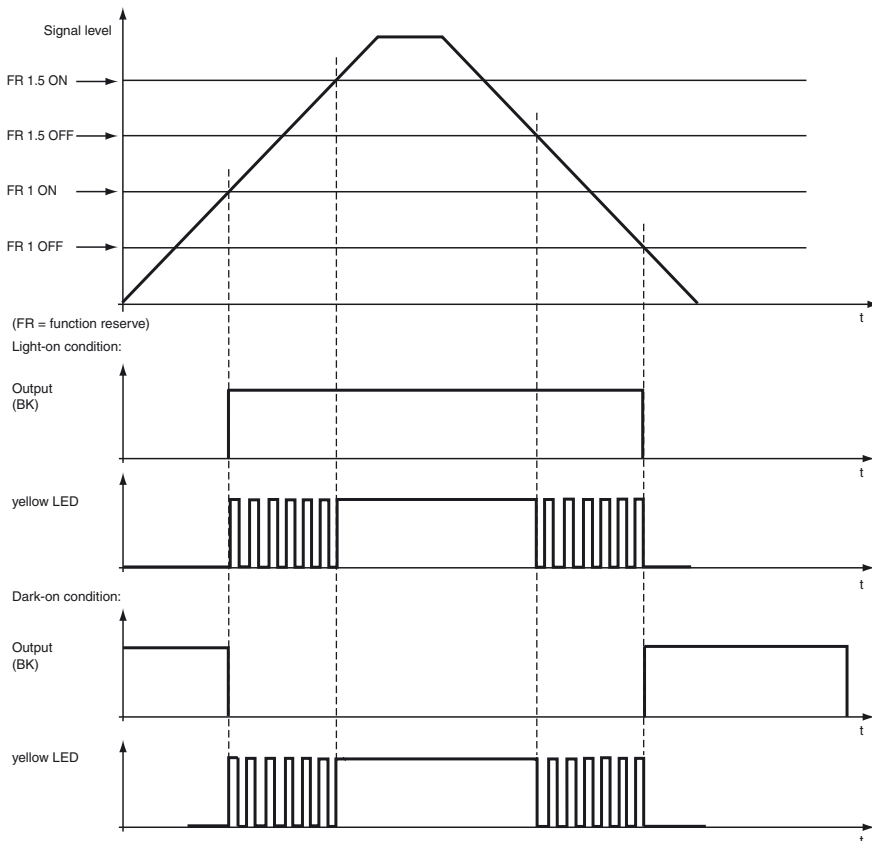 Signal level
FR 1.5 ON
FR 1.5 OFF
FR 1 ON
FR 1 OFF
t
(FR = function reserve)
Light-on condition:
Output
(BK)
t
yellow LED
t
Dark-on condition:
Output
(BK)
t
yellow LED
t